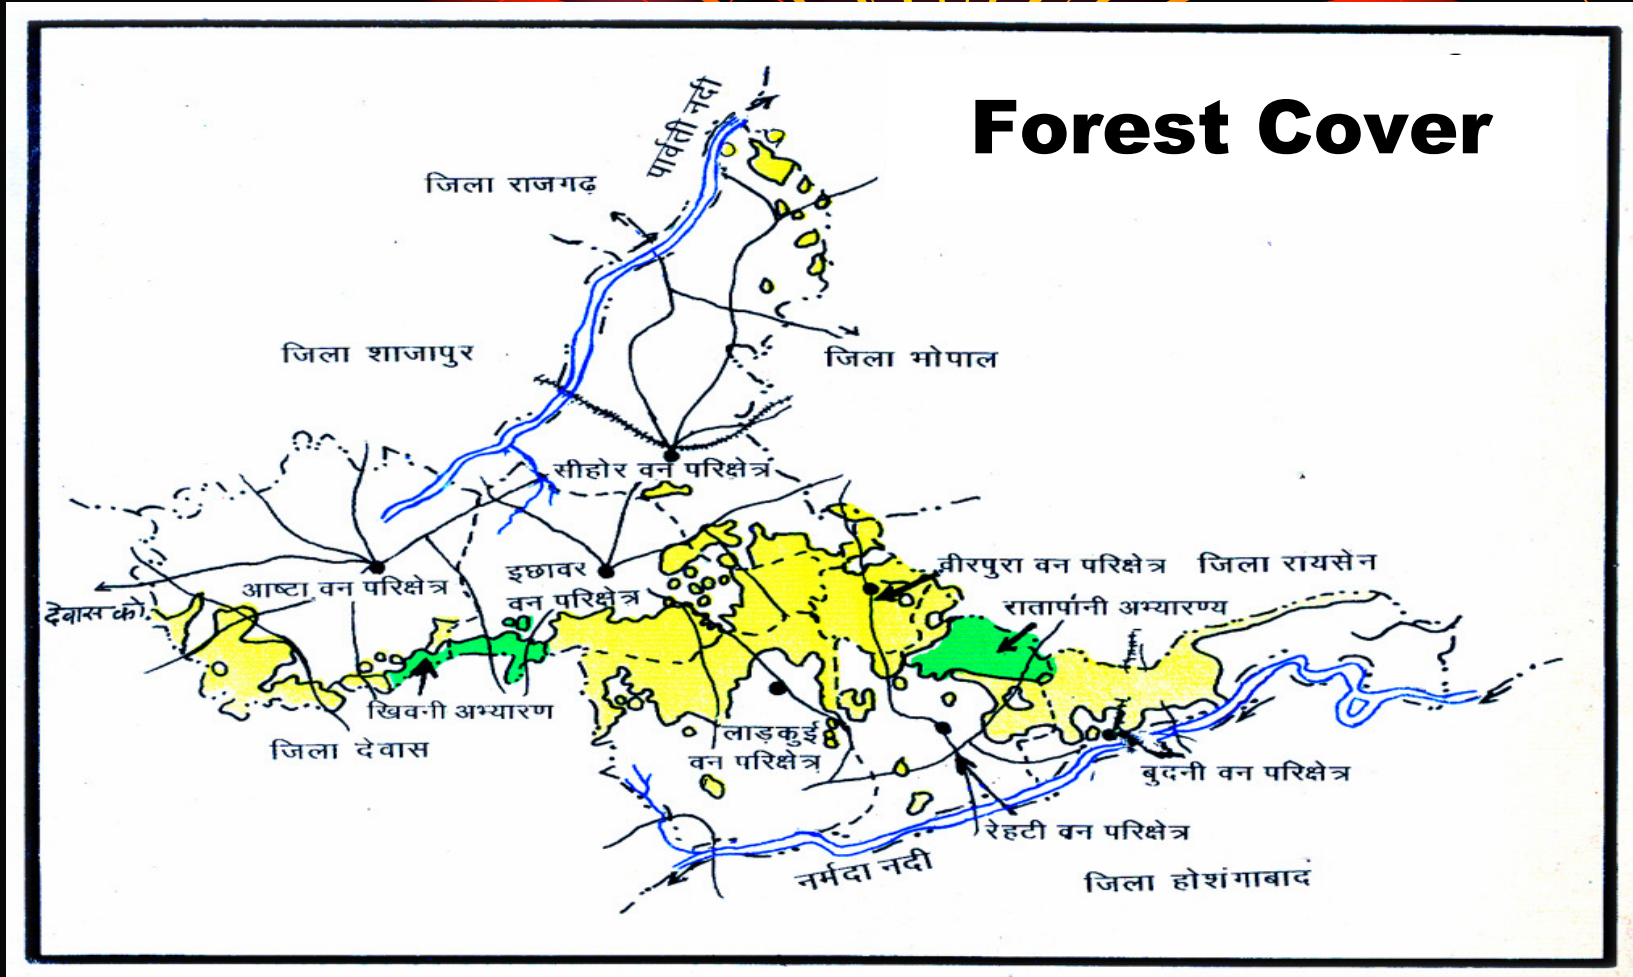 Forest Cover
पार्वती नदी
जिला राजगढ़
जिला शाजापुर
जिला भोपाल
सीहोर वन परिक्षेत्र
वीरपुरा वन परिक्षेत्र
जिला रायसेन
इछावर
वन परिक्षेत्र
आष्टा वन परिक्षेत्र
रातापानी अभ्यारण्य
देवास को
खिवनी अभ्यारण
जिला देवास
लाड़कुई
वन परिक्षेत्र
बुदनी वन परिक्षेत्र
रेहटी वन परिक्षेत्र
नर्मदा नदी
जिला होशंगाबाद